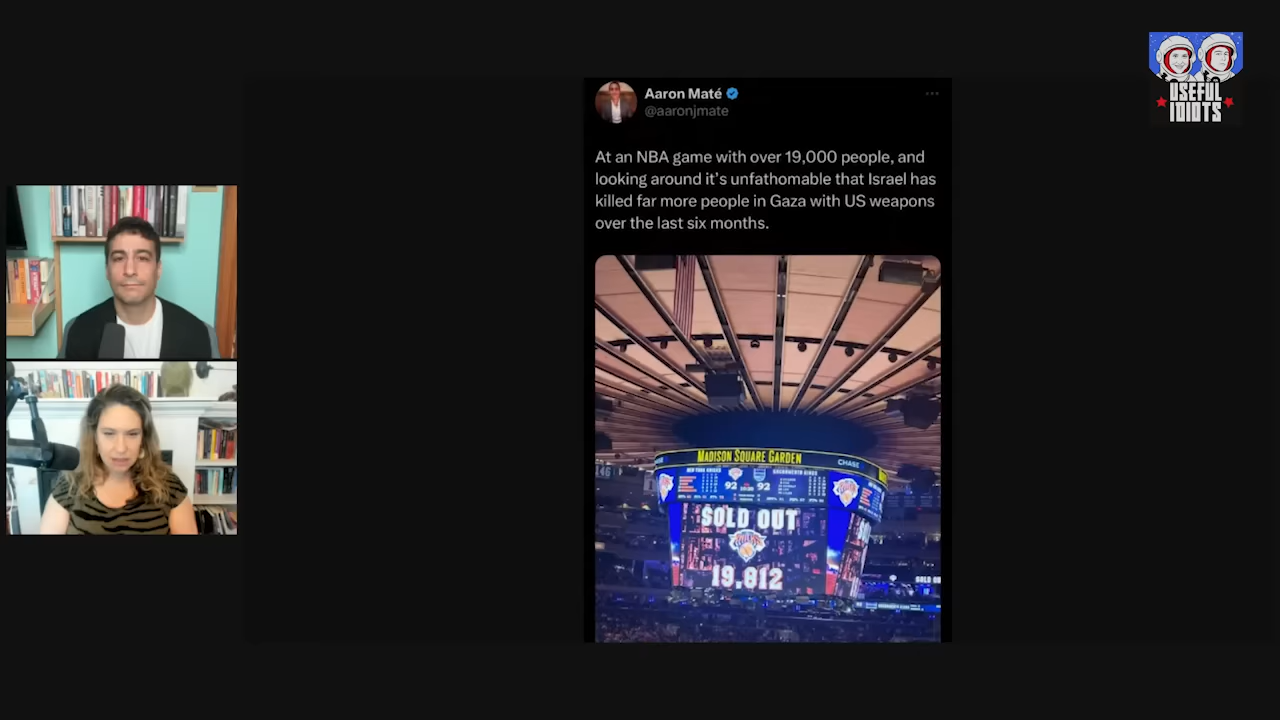 USEFUL
IDIOTS
Aaron Maté
@aaronjmate
At an NBA game with over 19,000 people, and
looking around it's unfathomable that Israel has
killed far more people in Gaza with US weapons
over the last six months.
MADISON SQUARE GARDEN
CHASE
92 92
SOLD OUT
19,812